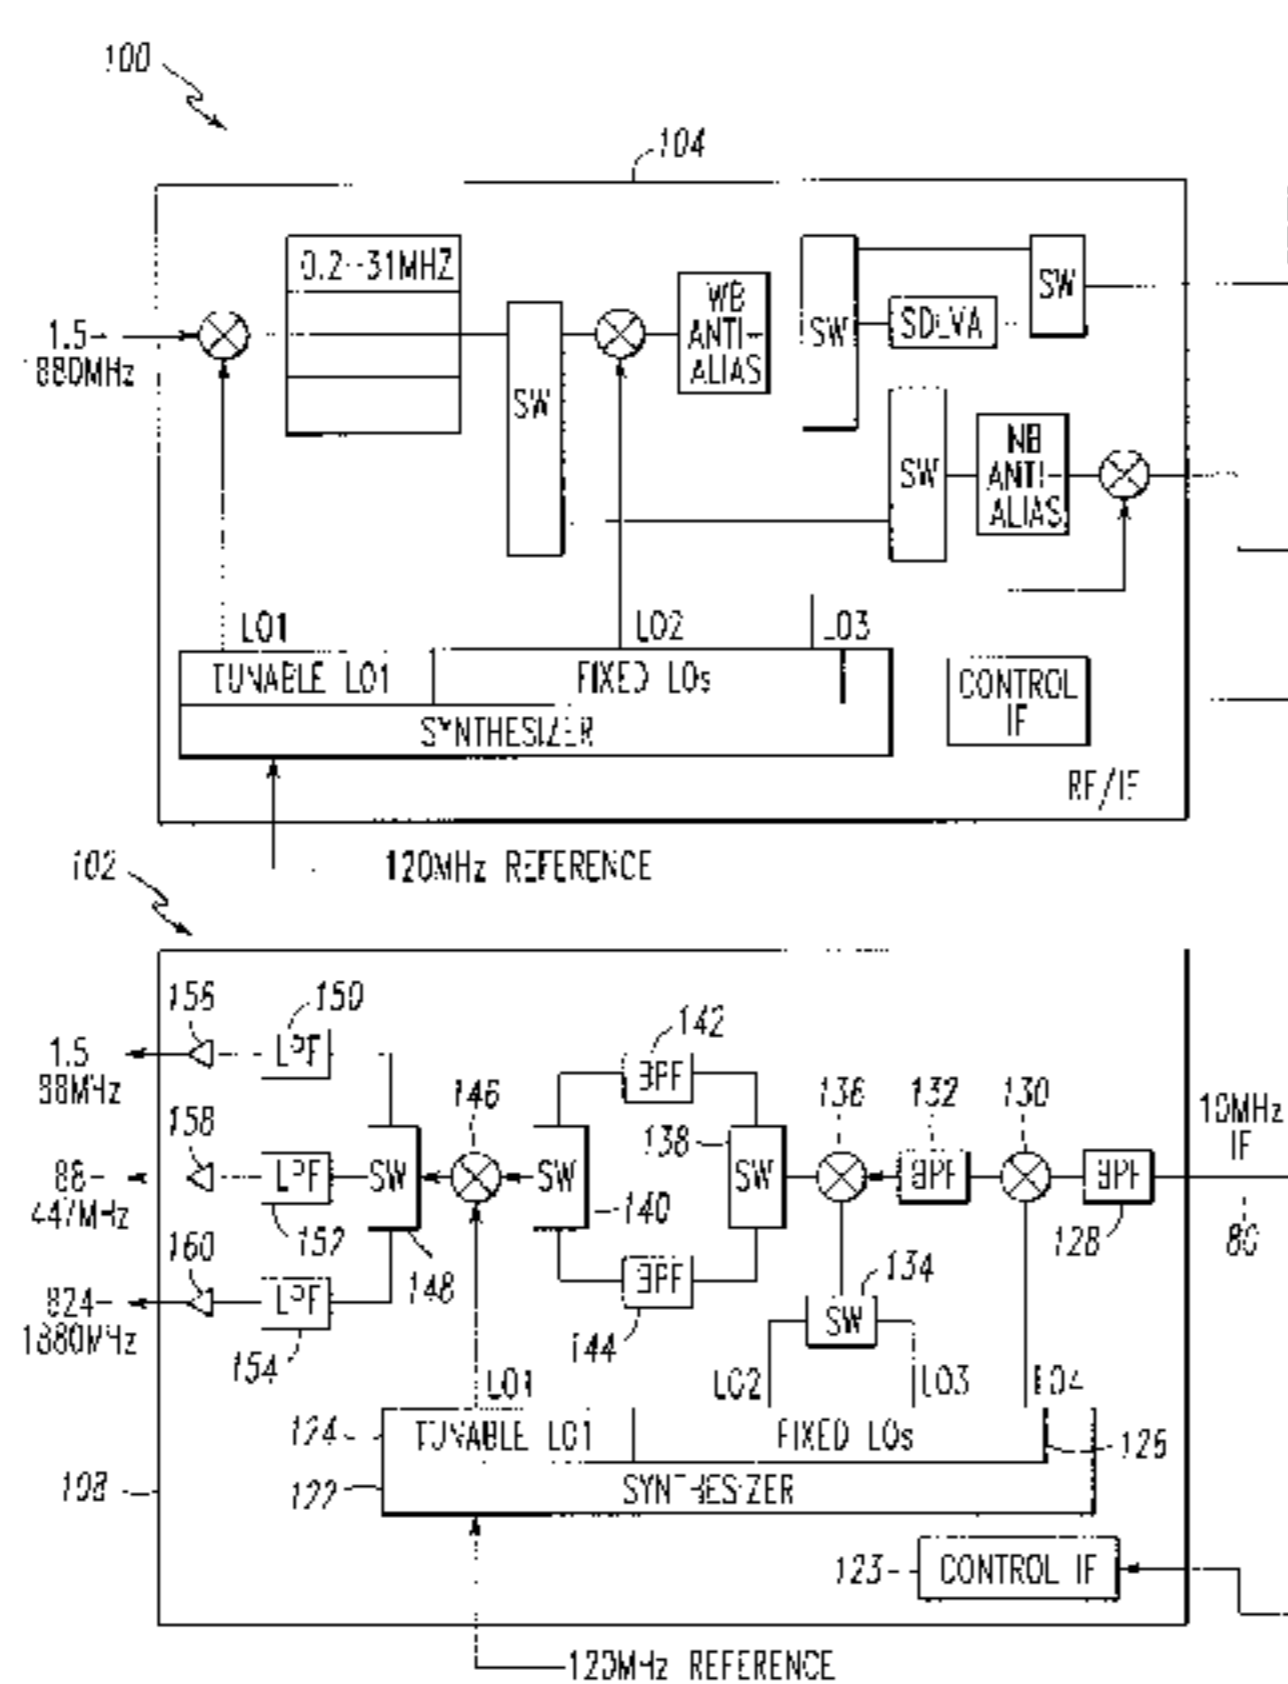 100
104
0.2-31MHZ
SW
WB
ANTI-
ALIAS
SW
SDLVA
SW
1.5-
1880MHz
SW
NB
ANTI-
ALIAS
LO1
LO2
LO3
TUNABLE LO1
FIXED LOs
SYNTHESIZER
CONTROL
IF
RF/IF
120MHz REFERENCE
102
156
150
LPF
1.5
88MHz
142
BPF
146
136
132
130
10MHz
IF
158
138
88-
447MHz
LPF
SW
SW
SW
BPF
BPF
152
140
128
80
160
148
134
824-
1880MHz
LPF
BPF
SW
154
144
LO1
LO2
LO3
LO4
124
TUNABLE LO1
FIXED LOs
126
108
122
SYNTHESIZER
123
CONTROL IF
120MHz REFERENCE